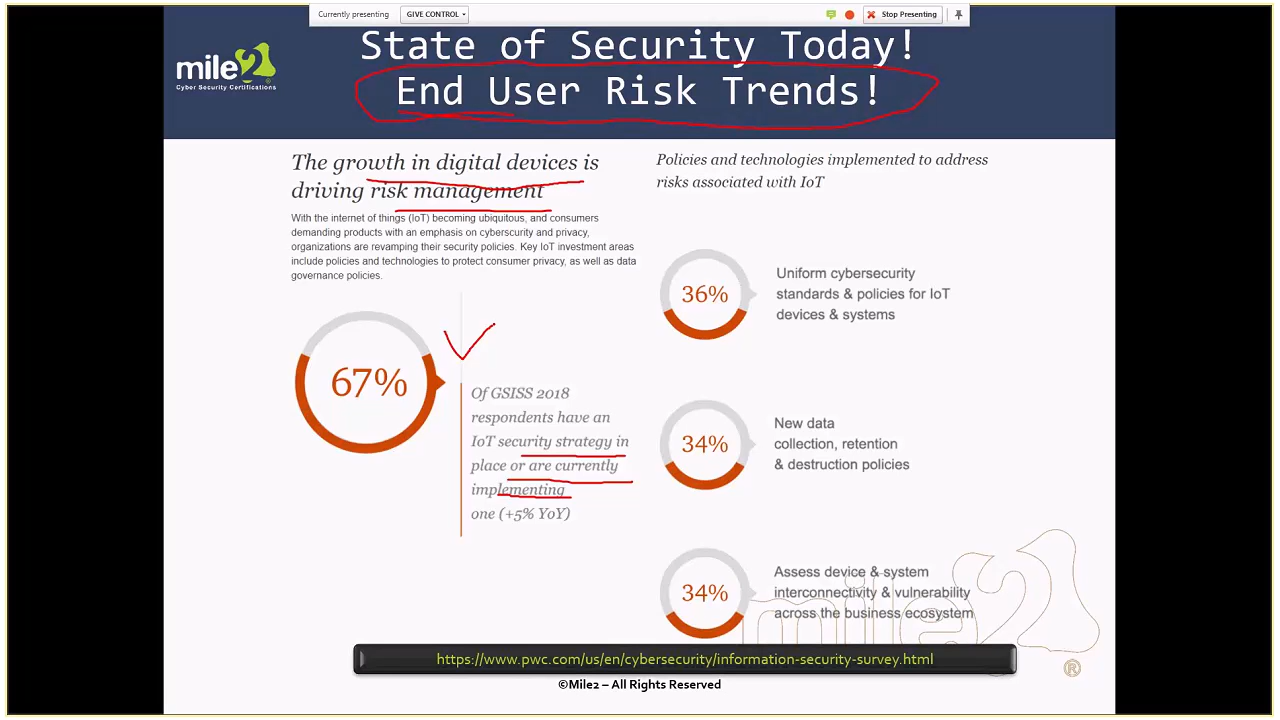 Currently presenting
GIVE CONTROL
Stop Presenting
mile2
Cyber Security Certifications
State of Security Today!
End User Risk Trends!
The growth in digital devices is
driving risk management
With the internet of things (IoT) becoming ubiquitous, and consumers
demanding products with an emphasis on cyberscurity and privacy,
organizations are revamping their security policies. Key IoT investment areas
include policies and technologies to protect consumer privacy, as well as data
governance policies.
67%
Of GSISS 2018
respondents have an
IoT security strategy in
place or are currently
implementing
one (+5% YoY)
Policies and technologies implemented to address
risks associated with IoT
36%
Uniform cybersecurity
standards & policies for IoT
devices & systems
34%
New data
collection, retention
& destruction policies
34%
Assess device & system
interconnectivity & vulnerability
across the business ecosystem
mile2
®
https://www.pwc.com/us/en/cybersecurity/information-security-survey.html
©Mile2 – All Rights Reserved